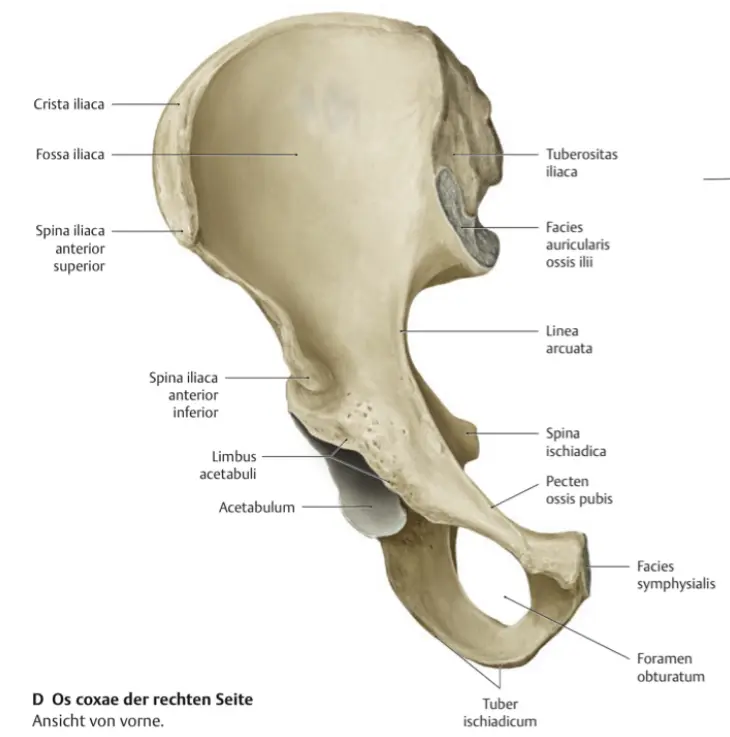 Crista iliaca
Fossa iliaca
Spina iliaca
anterior
superior
Spina iliaca
anterior
inferior
Limbus
acetabuli
Acetabulum
Tuberositas
iliaca
Facies
auricularis
ossis ilii
Linea
arcuata
Spina
ischiadica
Pecten
ossis pubis
Facies
symphysialis
Foramen
obturatum
Tuber
ischiadicum
D Os coxae der rechten Seite
Ansicht von vorne.